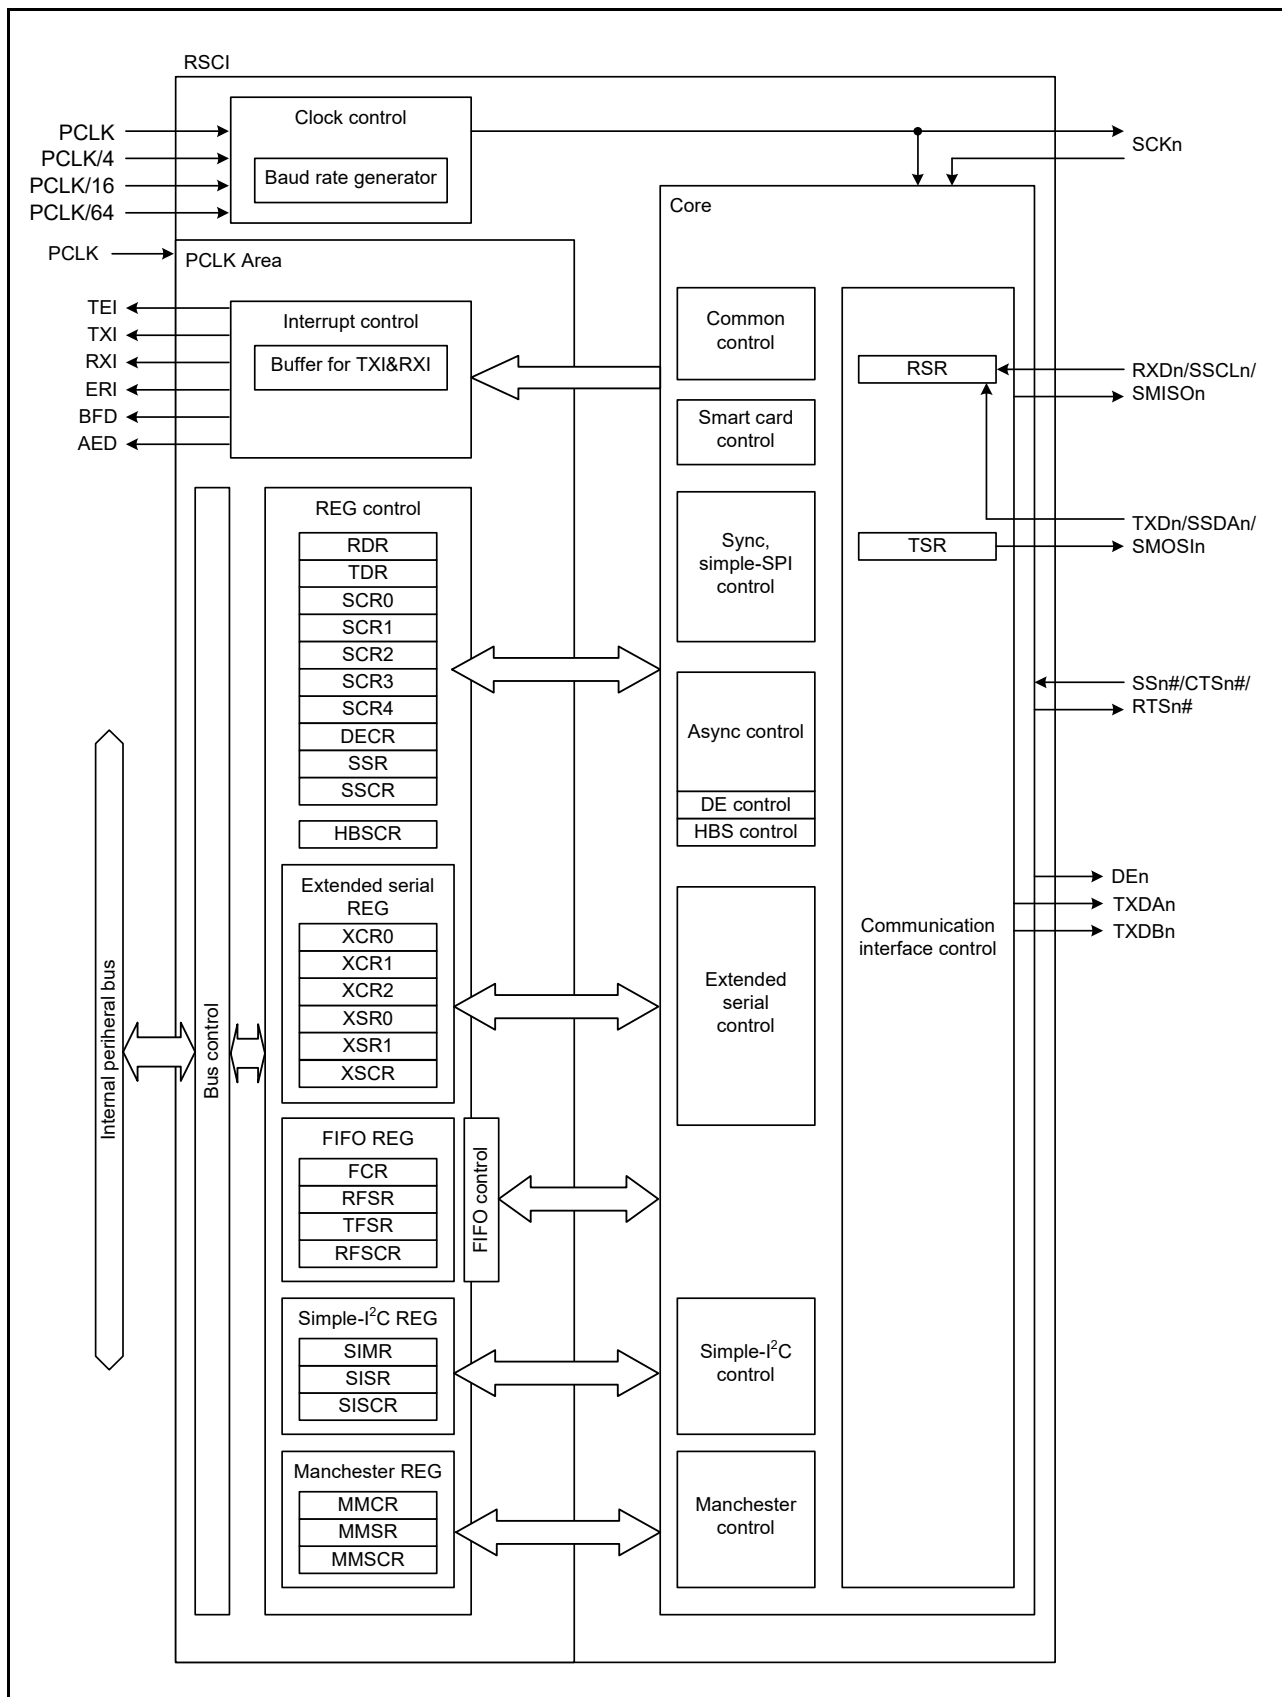 RSCI
Clock control
Baud rate generator
PCLK
PCLK/4
PCLK/16
PCLK/64
PCLK
SCKn
PCLK Area
TEI
TXI
RXI
ERI
BFD
AED
Interrupt control
Buffer for TXI&RXI
REG control
RDR
TDR
SCR0
SCR1
SCR2
SCR3
SCR4
DECR
SSR
SSCR
HBSCR
Extended serial
REG
XCR0
XCR1
XCR2
XSR0
XSR1
XSCR
FIFO REG
FCR
RFSR
TFSR
RFSCR
FIFO control
Simple-I²C REG
SIMR
SISR
SISCR
Manchester REG
MMCR
MMSR
MMSCR
Internal periheral bus
Bus control
Core
Common
control
Smart card
control
Sync,
simple-SPI
control
Async control
DE control
HBS control
Extended
serial
control
Simple-I²C
control
Manchester
control
RSR
TSR
Communication
interface control
RXDn/SSCLn/
SMISOn
TXDn/SSDAn/
SMOSIn
SSn#/CTSn#/
RTSn#
DEn
TXDAn
TXDBn